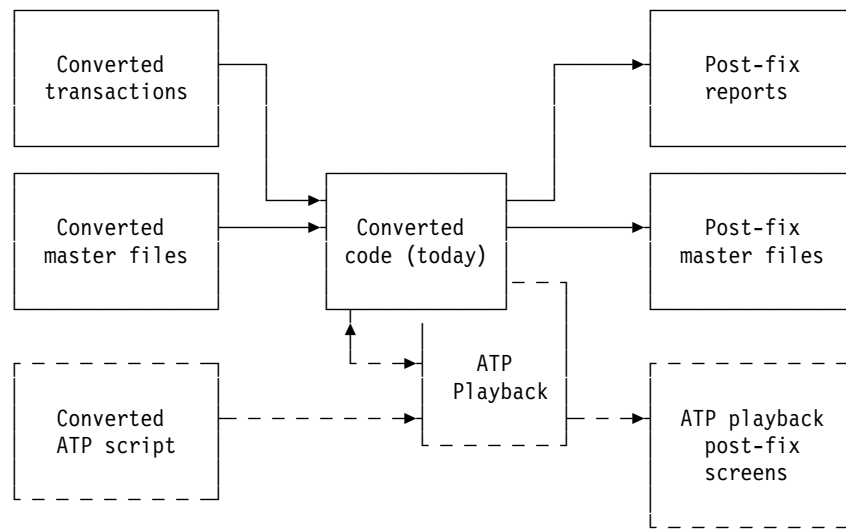 Converted
transactions
Post-fix
reports
Converted
master files
Converted
code (today)
Post-fix
master files
ATP
Playback
Converted
ATP script
ATP playback
post-fix
screens